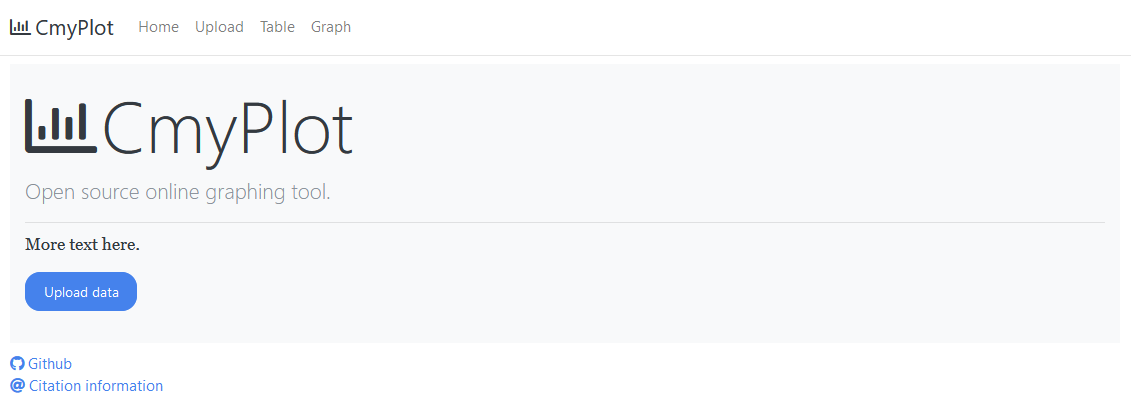 CmyPlot Home Upload Table Graph
CmyPlot
Open source online graphing tool.
More text here.
Upload data
Github
Citation information